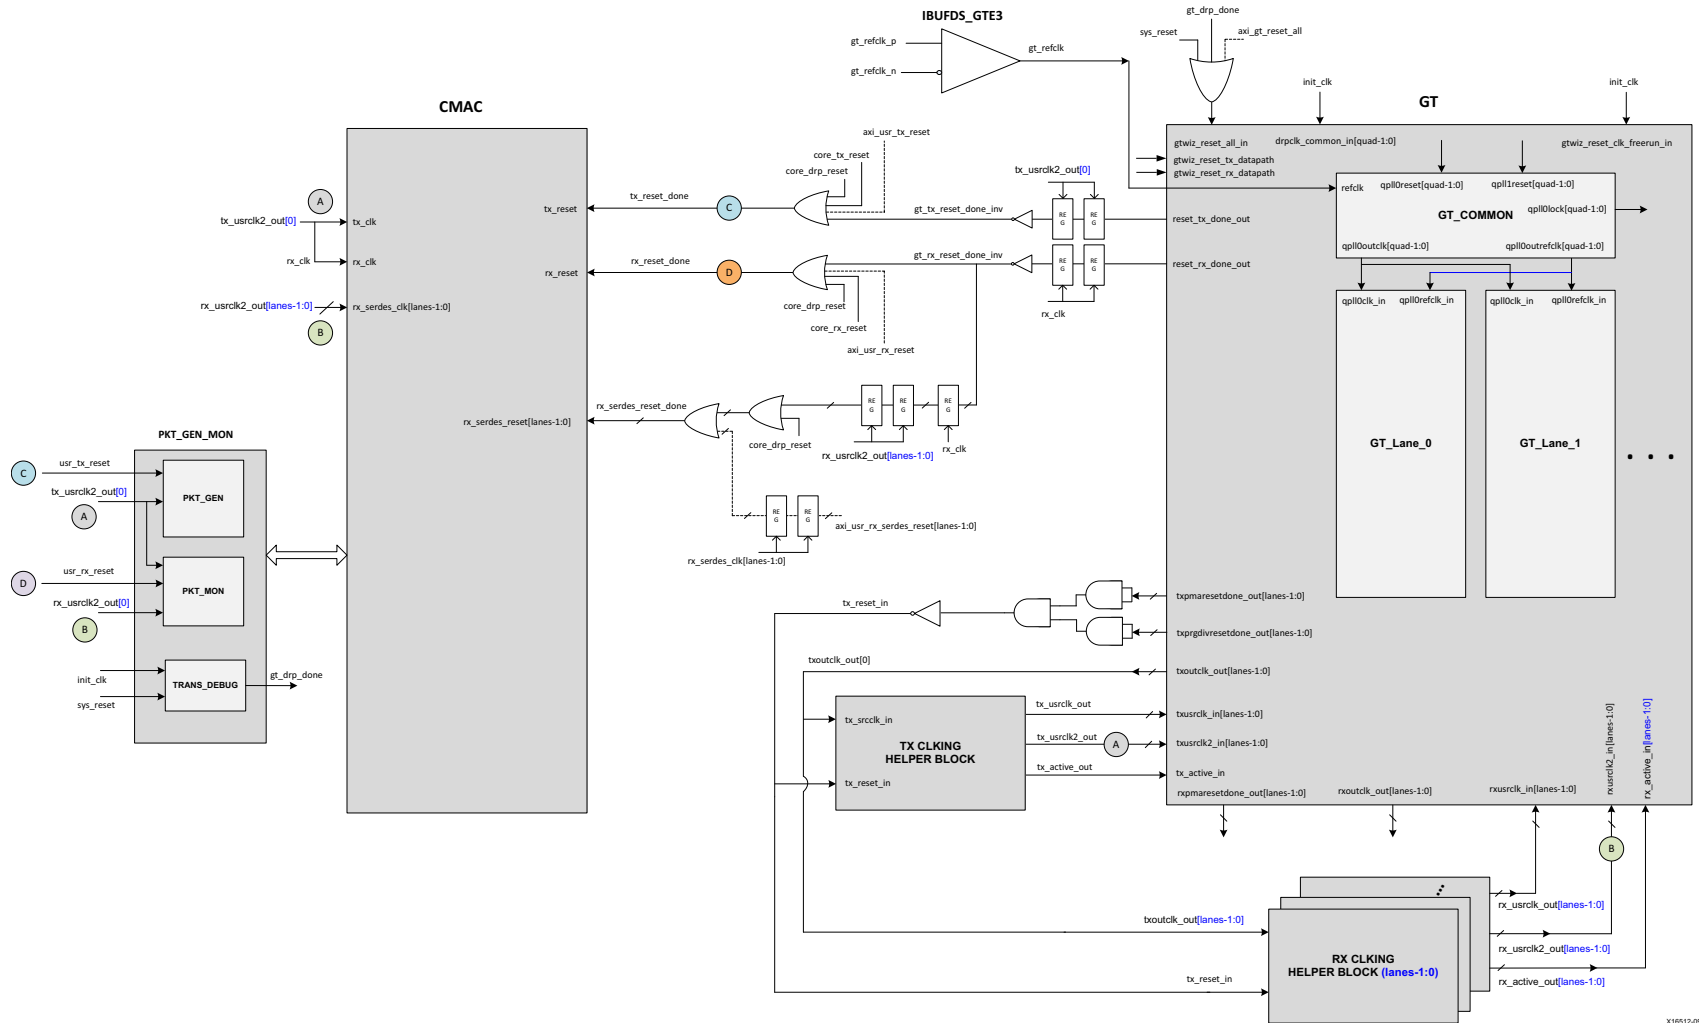 IBUFDS_GTE3
gt_refclk_p
gt_refclk_n
gt_refclk
gt_drp_done
sys_reset
axi_gt_reset_all
init_clk
init_clk
GT
CMAC
gtwiz_reset_all_in
drpclk_common_in[quad-1:0]
gtwiz_reset_clk_freerun_in
gtwiz_reset_tx_datapath
gtwiz_reset_rx_datapath
refclk
qpll0reset[quad-1:0]
qpll1reset[quad-1:0]
GT_COMMON
qpll0lock[quad-1:0]
qpll0outclk[quad-1:0]
qpll0outrefclk[quad-1:0]
qpll0clk_in
qpll0refclk_in
qpll0clk_in
qpll0refclk_in
GT_Lane_0
GT_Lane_1
axi_usr_tx_reset
core_tx_reset
core_drp_reset
tx_usrclk2_out[0]
A
tx_usrclk2_out[0]
tx_clk
tx_reset
tx_reset_done
C
gt_tx_reset_done_inv
RE
G
RE
G
reset_tx_done_out
rx_clk
rx_clk
rx_reset
rx_reset_done
D
gt_rx_reset_done_inv
RE
G
RE
G
reset_rx_done_out
rx_clk
core_drp_reset
core_rx_reset
axi_usr_rx_reset
rx_usrclk2_out[lanes-1:0]
rx_serdes_clk[lanes-1:0]
B
rx_serdes_reset[lanes-1:0]
rx_serdes_reset_done
core_drp_reset
RE
G
RE
G
RE
G
rx_usrclk2_out[lanes-1:0]
rx_clk
RE
G
RE
G
axi_usr_rx_serdes_reset[lanes-1:0]
rx_serdes_clk[lanes-1:0]
PKT_GEN_MON
C
usr_tx_reset
tx_usrclk2_out[0]
A
PKT_GEN
D
usr_rx_reset
rx_usrclk2_out[0]
B
PKT_MON
init_clk
sys_reset
TRANS_DEBUG
gt_drp_done
tx_reset_in
txpmaresetdone_out[lanes-1:0]
txprgdivresetdone_out[lanes-1:0]
txoutclk_out[0]
txoutclk_out[lanes-1:0]
tx_srcclk_in
TX CLKING
HELPER BLOCK
tx_reset_in
tx_usrclk_out
tx_usrclk2_out
A
tx_active_out
txusrclk_in[lanes-1:0]
txusrclk2_in[lanes-1:0]
tx_active_in
rxpmaresetdone_out[lanes-1:0]
rxoutclk_out[lanes-1:0]
rxusrclk_in[lanes-1:0]
rxusrclk2_in[lanes-1:0]
rx_active_in[lanes-1:0]
B
txoutclk_out[lanes-1:0]
tx_reset_in
RX CLKING
HELPER BLOCK (lanes-1:0)
rx_usrclk_out[lanes-1:0]
rx_usrclk2_out[lanes-1:0]
rx_active_out[lanes-1:0]